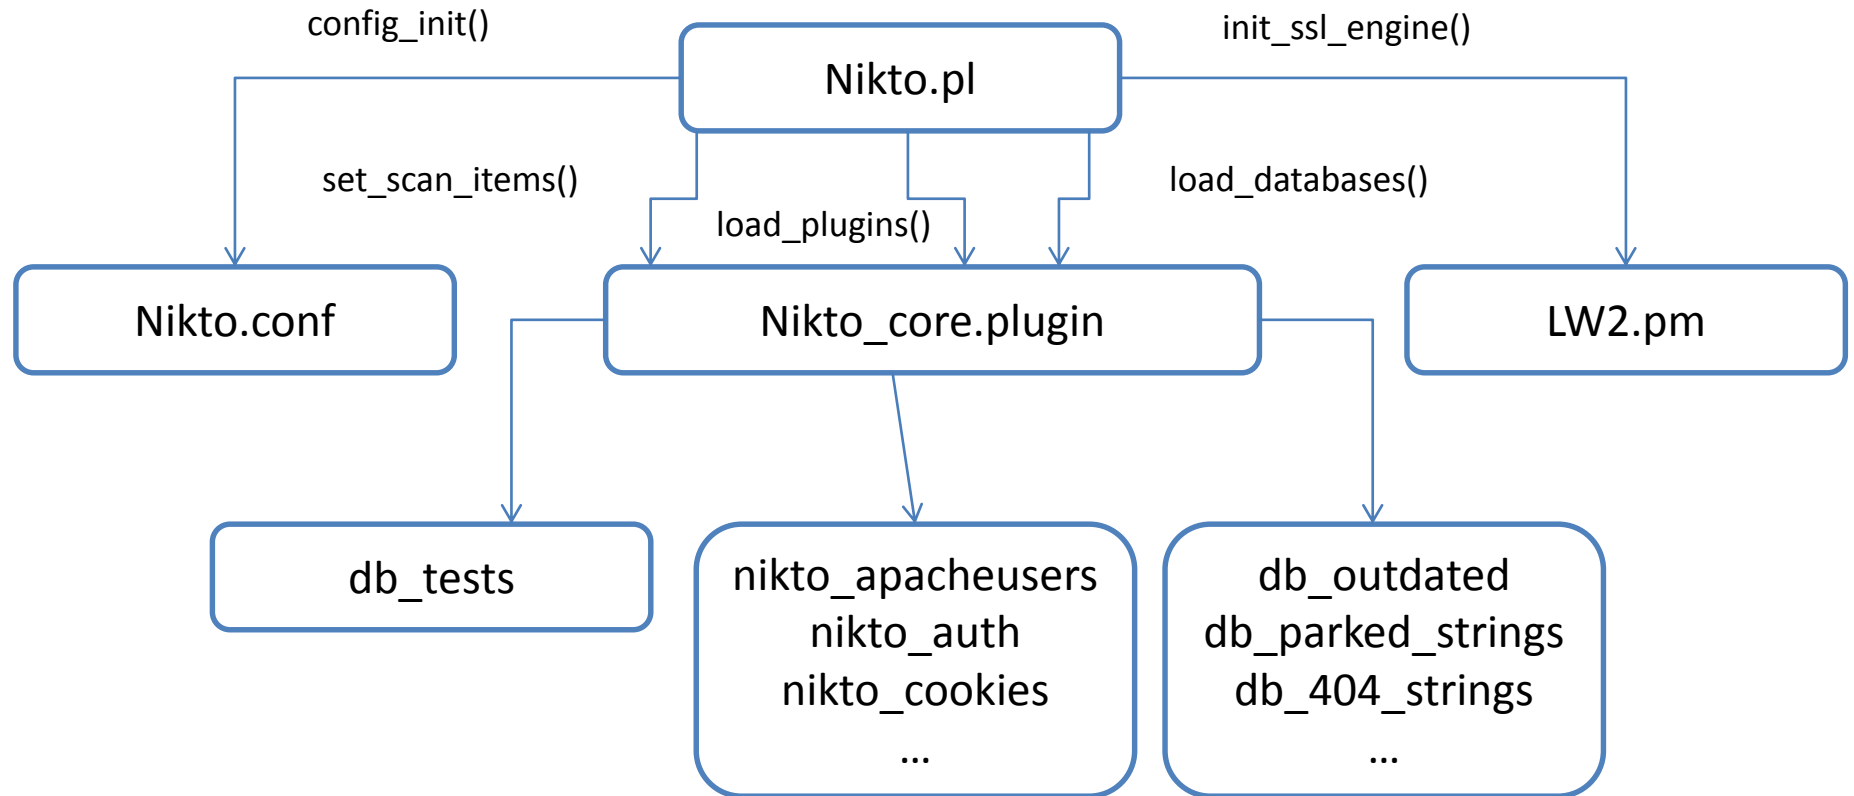 config_init()
Nikto.pl
init_ssl_engine()
set_scan_items()
load_plugins()
load_databases()
Nikto.conf
Nikto_core.plugin
LW2.pm
db_tests
nikto_apacheusers
nikto_auth
nikto_cookies
...
db_outdated
db_parked_strings
db_404_strings
...